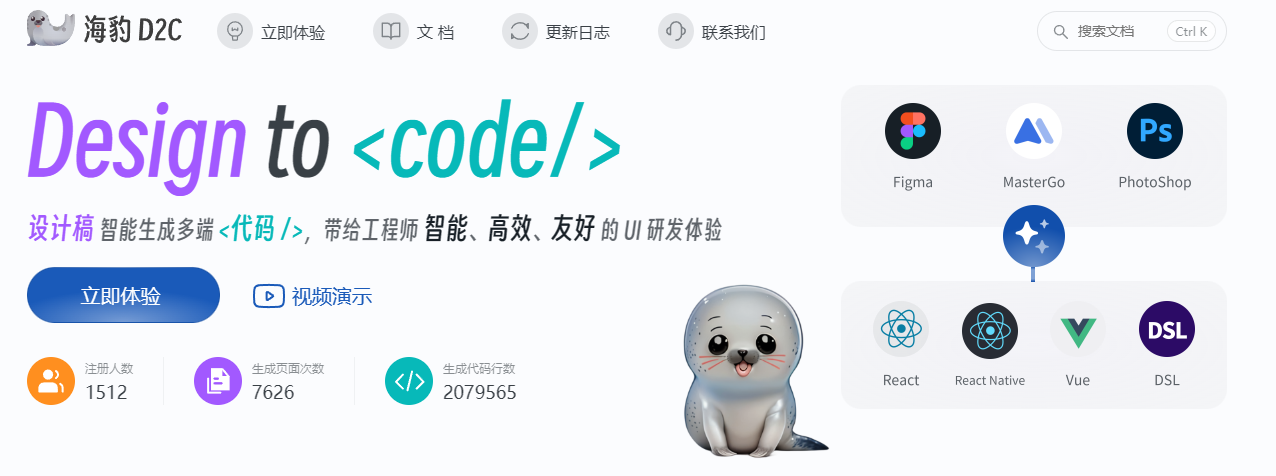 海豹 D2C
立即体验
文 档
更新日志
联系我们
搜索文档
Ctrl K
Design to <code/>
设计稿 智能生成多端 <代码 />，带给工程师 智能、高效、友好 的 UI 研发体验
立即体验
视频演示
注册人数
1512
生成页面次数
7626
生成代码行数
2079565
Figma
MasterGo
Ps
PhotoShop
React
React Native
Vue
DSL
DSL